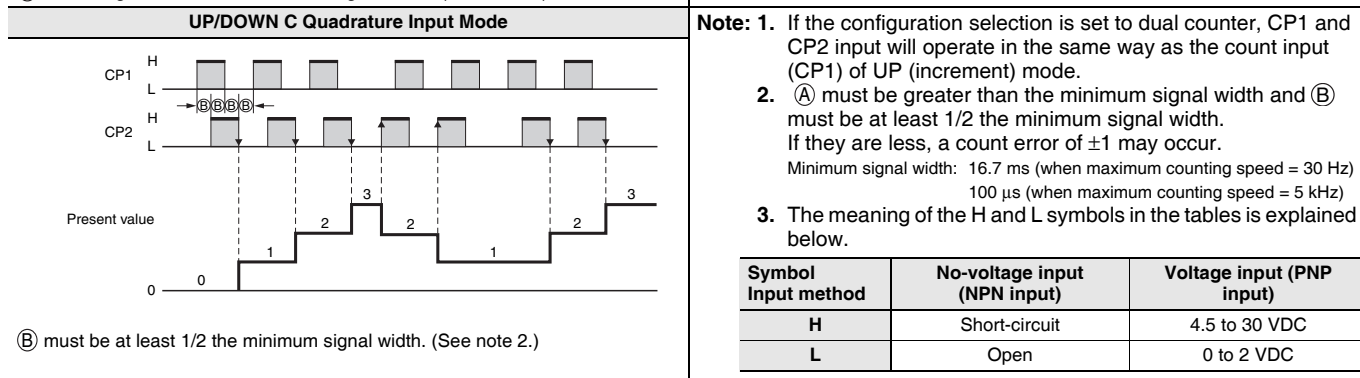 UP/DOWN C Quadrature Input Mode
CP1
H
L
Ⓑ Ⓑ Ⓑ Ⓑ
CP2
H
L
Present value
0
0
1
2
3
2
1
2
3
Ⓑ must be at least 1/2 the minimum signal width. (See note 2.)
Note: 1. If the configuration selection is set to dual counter, CP1 and
CP2 input will operate in the same way as the count input
(CP1) of UP (increment) mode.
2. Ⓐ must be greater than the minimum signal width and Ⓑ
must be at least 1/2 the minimum signal width.
If they are less, a count error of ±1 may occur.
Minimum signal width: 16.7 ms (when maximum counting speed = 30 Hz)
100 μs (when maximum counting speed = 5 kHz)
3. The meaning of the H and L symbols in the tables is explained
below.
Symbol
Input method
No-voltage input
(NPN input)
Voltage input (PNP
input)
H
Short-circuit
4.5 to 30 VDC
L
Open
0 to 2 VDC